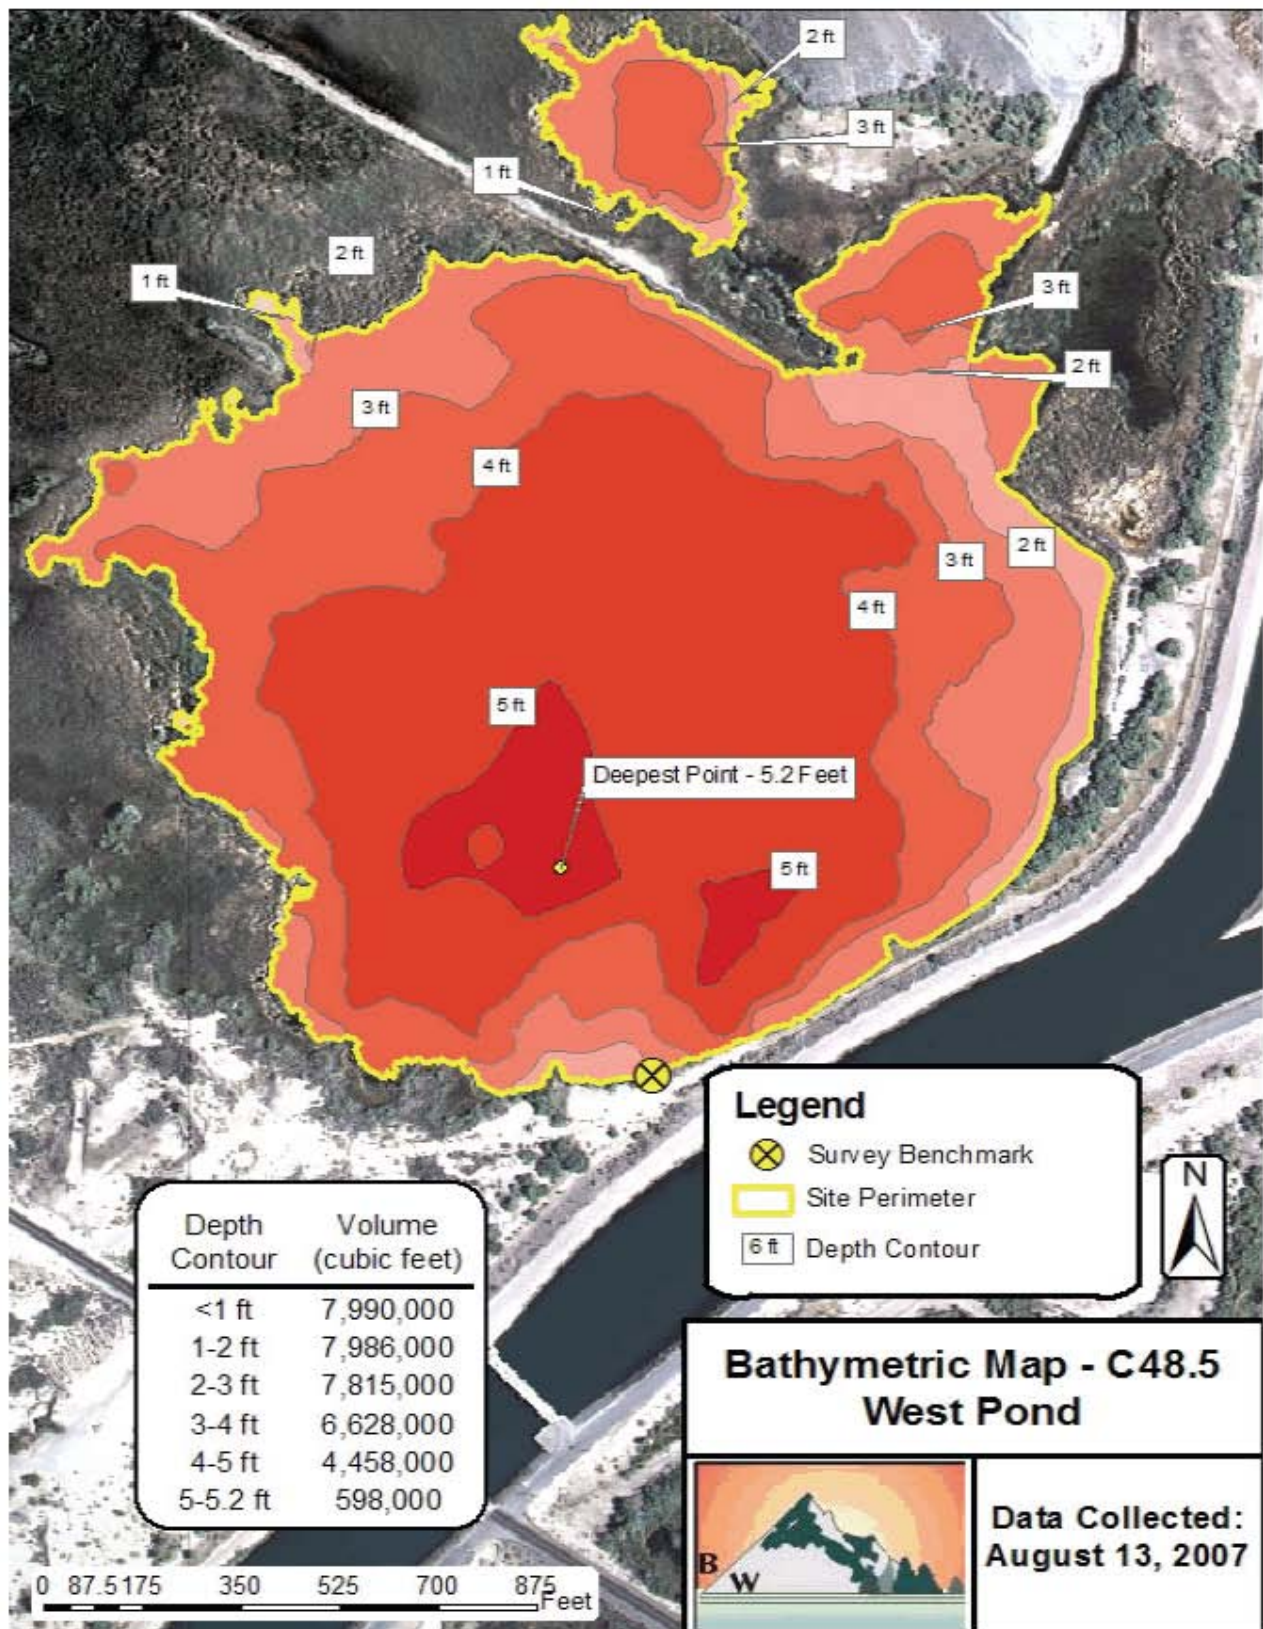 2 ft
3 ft
1 ft
2 ft
1 ft
3 ft
2 ft
3 ft
4 ft
2 ft
3 ft
4 ft
5 ft
Deepest Point - 5.2 Feet
5 ft
Legend
Survey Benchmark
Site Perimeter
6 ft Depth Contour
N
Depth Contour Volume (cubic feet)
<1 ft 7,990,000
1-2 ft 7,986,000
2-3 ft 7,815,000
3-4 ft 6,628,000
4-5 ft 4,458,000
5-5.2 ft 598,000
Bathymetric Map - C48.5
West Pond
B
W
Data Collected:
August 13, 2007
0 87.5 175 350 525 700 875 Feet